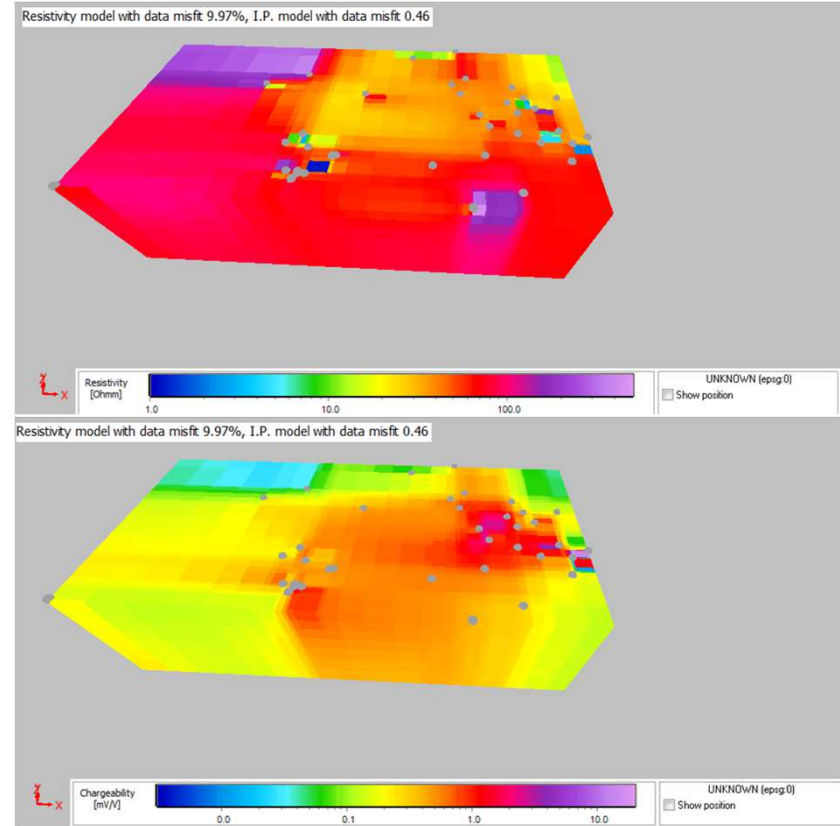 Resistivity model with data misfit 9.97%, I.P. model with data misfit 0.46
Y
X
Resistivity
[Ohmm]
1.0
10.0
100.0
UNKNOWN (epsg:0)
Show position
Resistivity model with data misfit 9.97%, I.P. model with data misfit 0.46
X
Chargeability
[mV/V]
0.0
0.1
1.0
10.0
UNKNOWN (epsg:0)
Show position